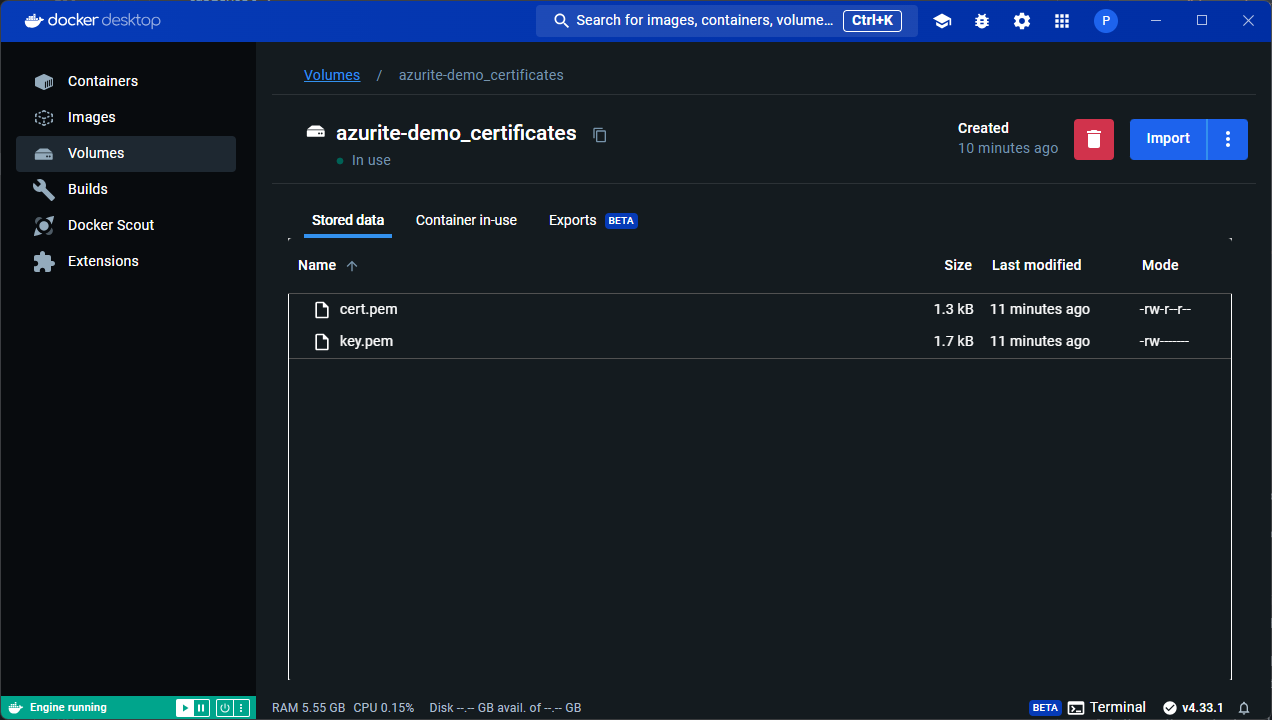 docker desktop
Search for images, containers, volume... Ctrl+K
P
Containers
Images
Volumes
Builds
Docker Scout
Extensions
Volumes / azurite-demo_certificates
azurite-demo_certificates
In use
Created
10 minutes ago
Import
Stored data Container in-use Exports BETA
Name Size Last modified Mode
cert.pem 1.3 kB 11 minutes ago -rw-r--r--
key.pem 1.7 kB 11 minutes ago -rw-------
Engine running
RAM 5.55 GB CPU 0.15% Disk --.-- GB avail. of --.-- GB
BETA Terminal v4.33.1